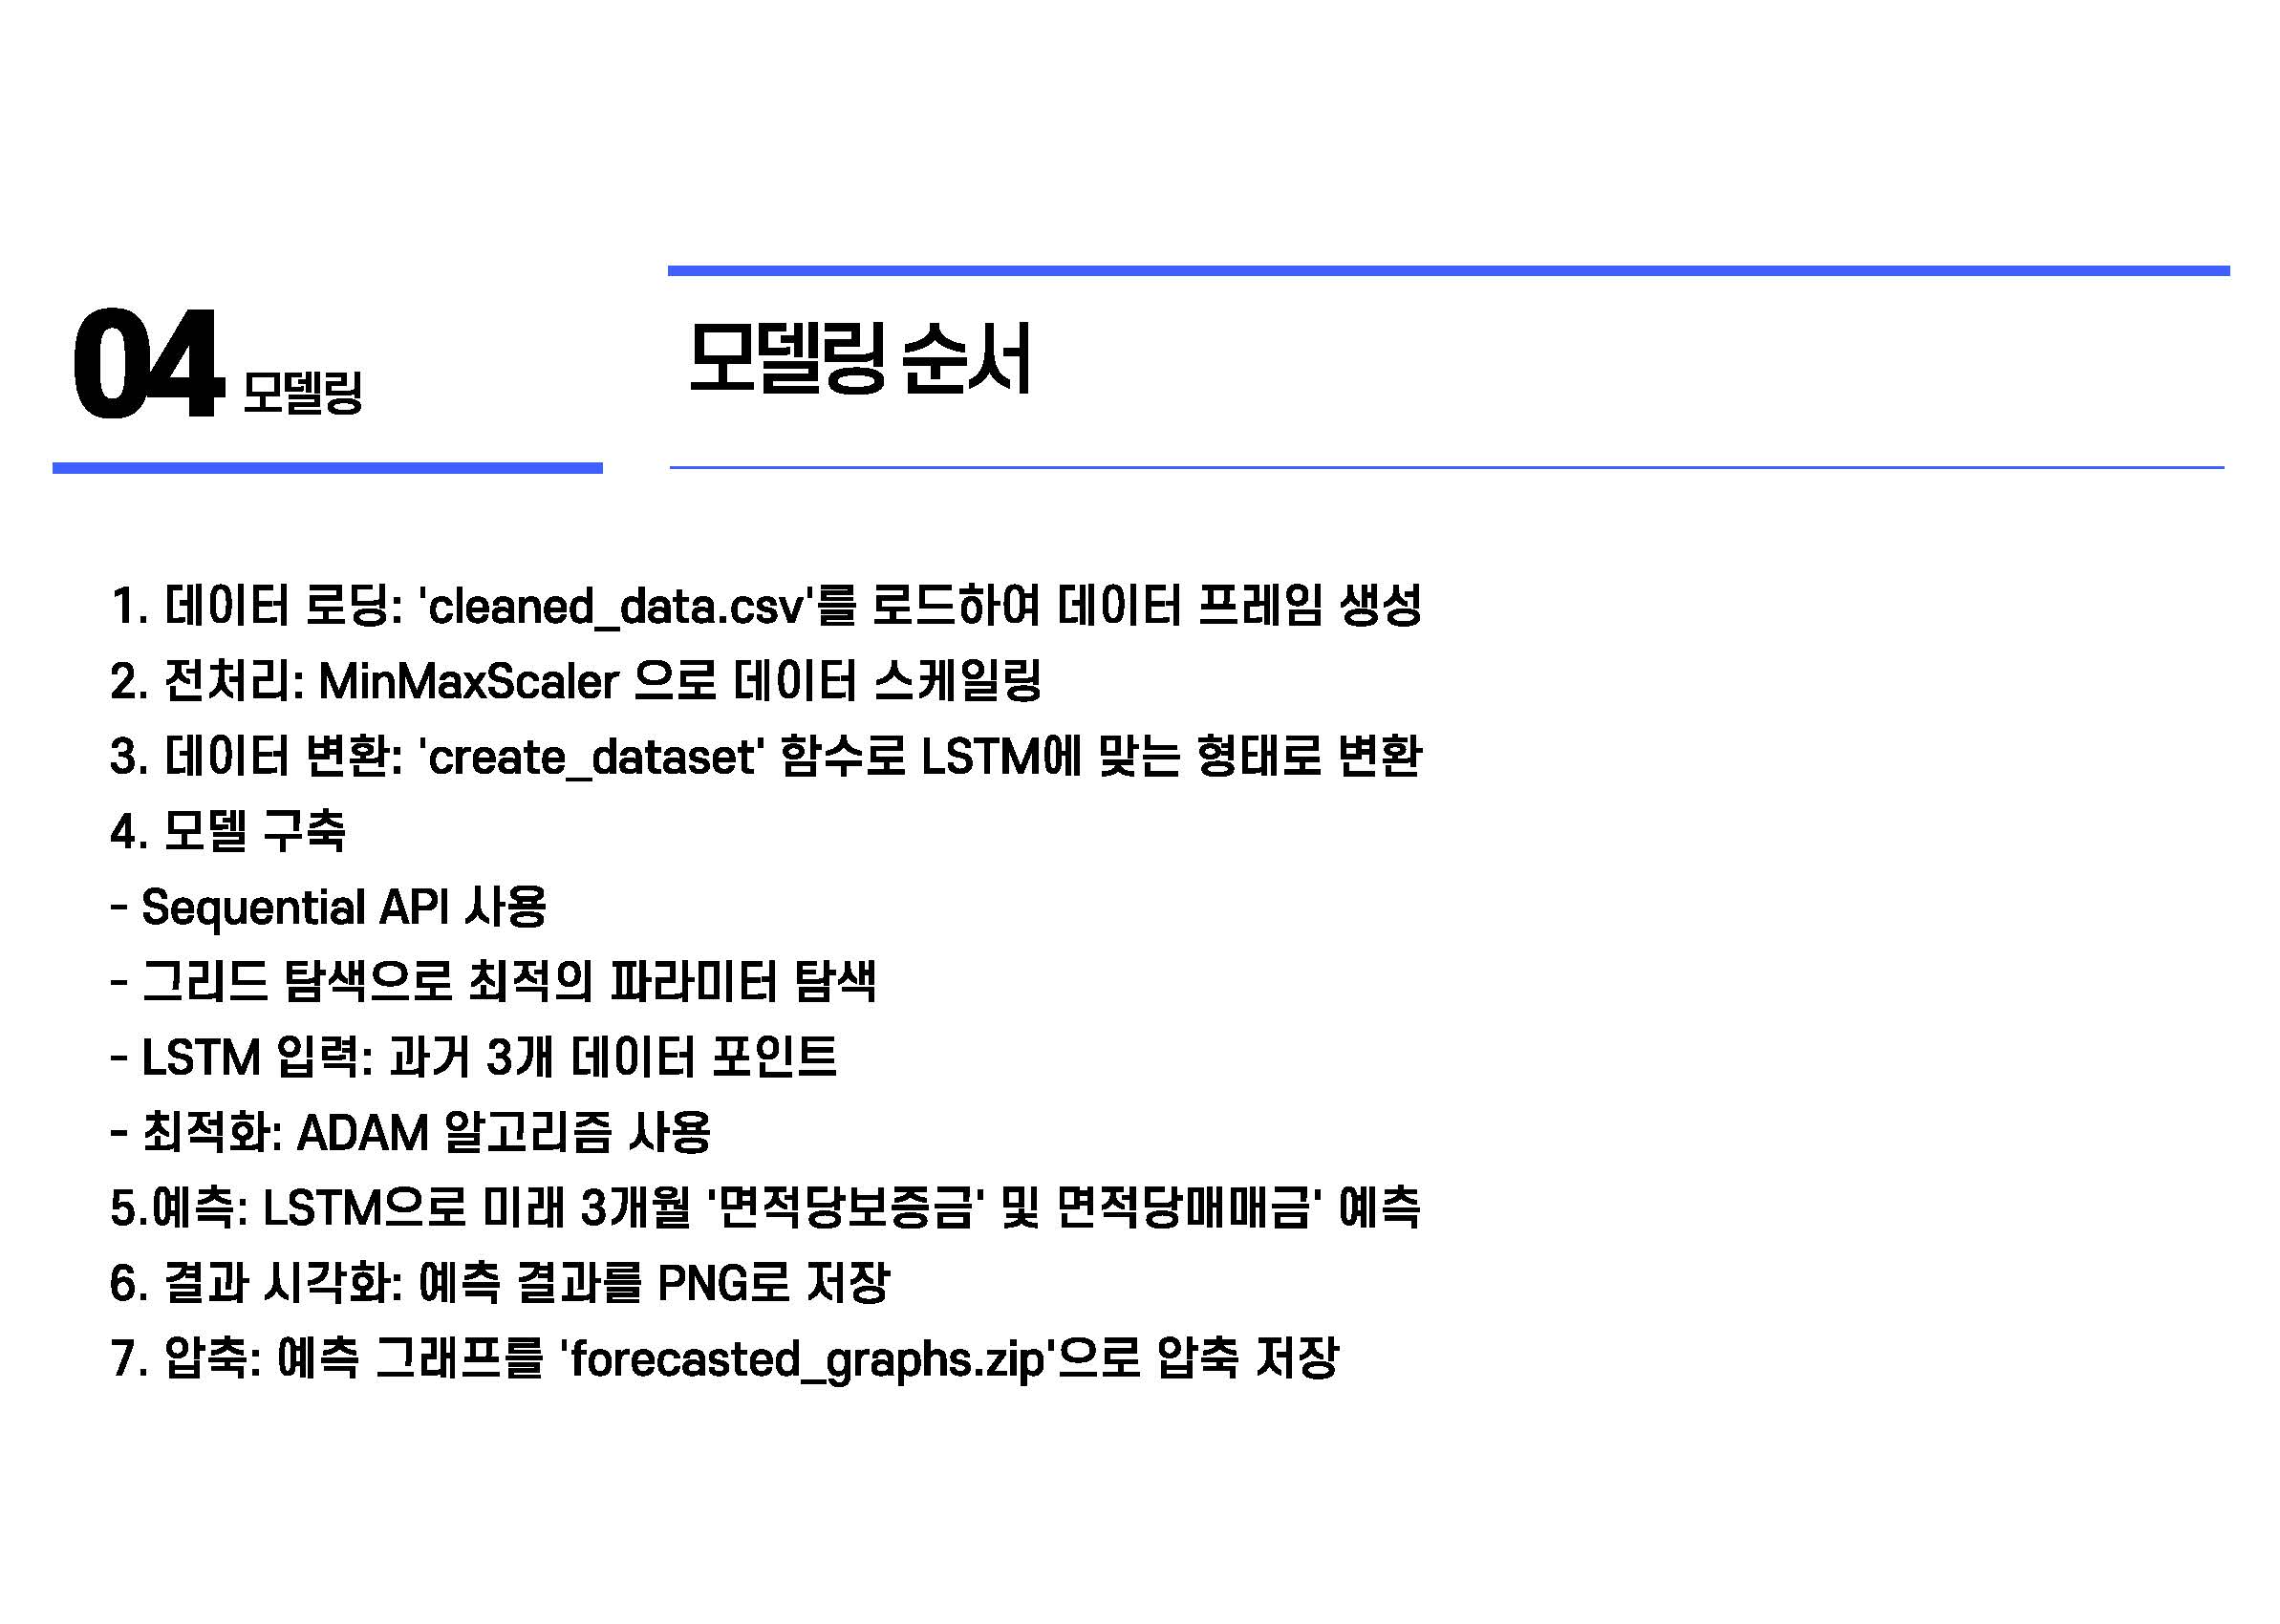 04 모델링
모델링 순서
1. 데이터 로딩: 'cleaned_data.csv'를 로드하여 데이터 프레임 생성
2. 전처리: MinMaxScaler 으로 데이터 스케일링
3. 데이터 변환: 'create_dataset' 함수로 LSTM에 맞는 형태로 변환
4. 모델 구축
- Sequential API 사용
- 그리드 탐색으로 최적의 파라미터 탐색
- LSTM 입력: 과거 3개 데이터 포인트
- 최적화: ADAM 알고리즘 사용
5.예측: LSTM으로 미래 3개월 '면적당보증금' 및 면적당매매금' 예측
6. 결과 시각화: 예측 결과를 PNG로 저장
7. 압축: 예측 그래프를 'forecasted_graphs.zip'으로 압축 저장